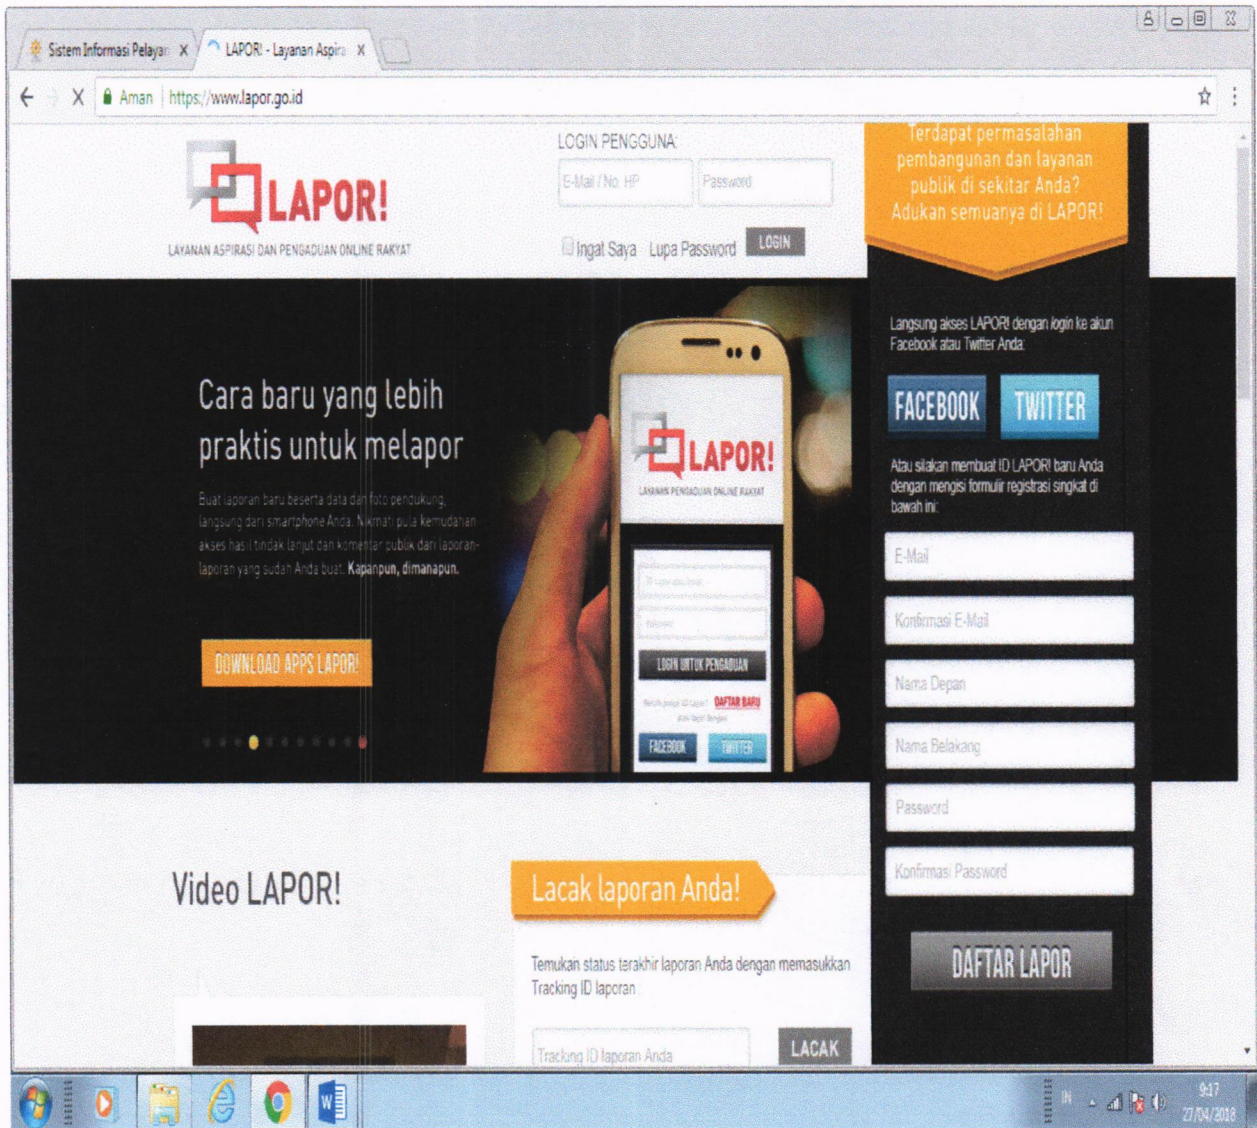 Sistem Informasi Pelayan
LAPOR! - Layanan Aspira
Aman
https://www.lapor.go.id
LAPOR!
LAYANAN ASPIRASI DAN PENGADUAN ONLINE RAKYAT
LOGIN PENGGUNA:
E-Mail / No. HP
Password
Ingat Saya
Lupa Password
LOGIN
Terdapat permasalahan
pembangunan dan layanan
publik di sekitar Anda?
Adukan semuanya di LAPOR!
Cara baru yang lebih
praktis untuk melapor
Buat laporan baru beserta data dan foto pendukung,
langsung dari smartphone Anda. Nikmati pula kemudahan
akses hasil tindak lanjut dan komentar publik dari laporan-
laporan yang sudah Anda buat. Kapanpun, dimanapun.
DOWNLOAD APPS LAPOR!
LAPOR!
LAYANAN PENGADUAN ONLINE RAKYAT
LOGIN UNTUK PENGADUAN
DAFTAR BARU
FACEBOOK
TWITTER
Langsung akses LAPOR! dengan login ke akun
Facebook atau Twitter Anda:
FACEBOOK
TWITTER
Atau silakan membuat ID LAPOR! baru Anda
dengan mengisi formulir registrasi singkat di
bawah ini:
E-Mail
Konfirmasi E-Mail
Nama Depan
Nama Belakang
Password
Konfirmasi Password
DAFTAR LAPOR
Video LAPOR!
Lacak laporan Anda!
Temukan status terakhir laporan Anda dengan memasukkan
Tracking ID laporan
Tracking ID laporan Anda
LACAK
IN
9:17
27/04/2018